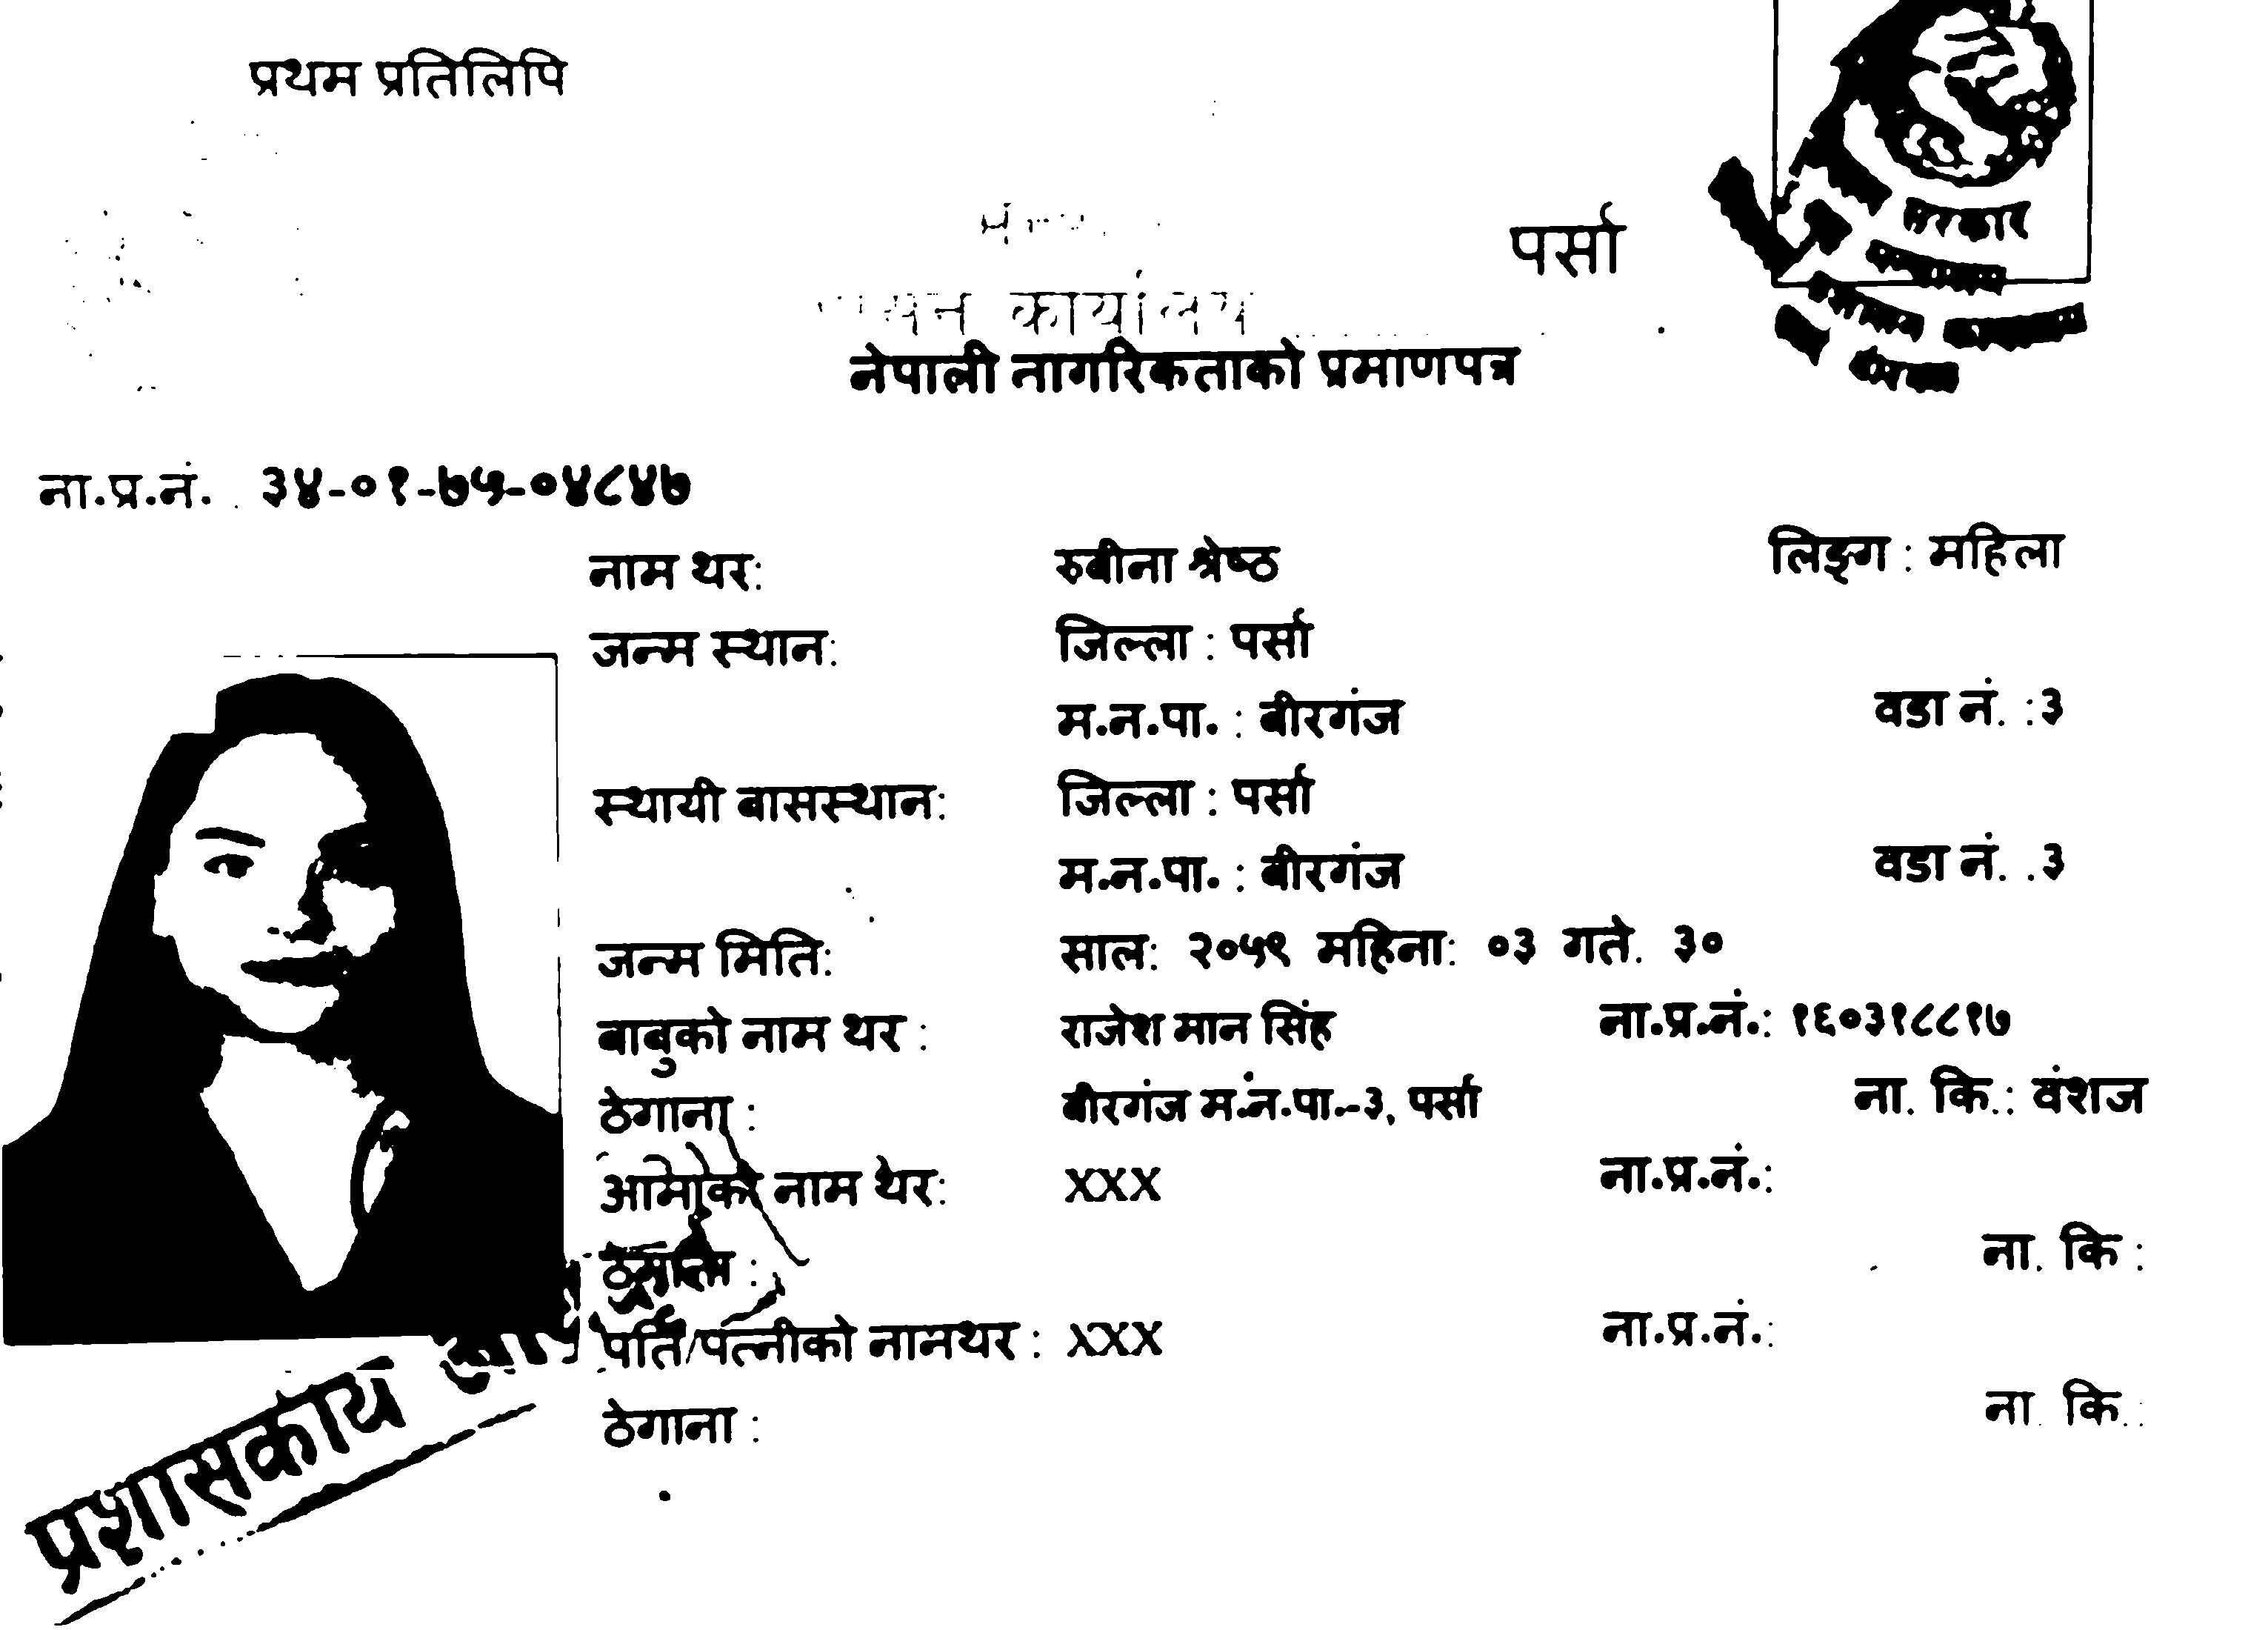 प्रथम प्रतिलिपि
सरकार
पर्सा
कार्यालय
नेपाली नागरिकताको प्रमाणपत्र
ना.प्र.नं. ३४-०१-७५-०४८४७
नाम थर: रुबीना श्रेष्ठ लिङ्ग : महिला
जन्म स्थान: जिल्ला : पर्सा
म.न.पा. : बीरगंज वडा नं. :३
स्थायी बासस्थान: जिल्ला : पर्सा
म.न.पा. : बीरगंज वडा नं. :३
जन्म मिति: साल: २०५९ महिना: ०३ गते. ३०
बाबुको नाम थर : राजेश मान सिंह ना.प्र.नं.: १६०३१८८१७
ठेगाना : बीरगंज म.न.पा.-३, पर्सा ना. कि.: वंशज
आमाको नाम थर: XXX ना.प्र.नं.:
ठेगाना : ना. कि :
पति/पत्नीको नामथर : XXX ना.प्र.नं.:
ठेगाना : ना. कि.:
प्रशासकीय